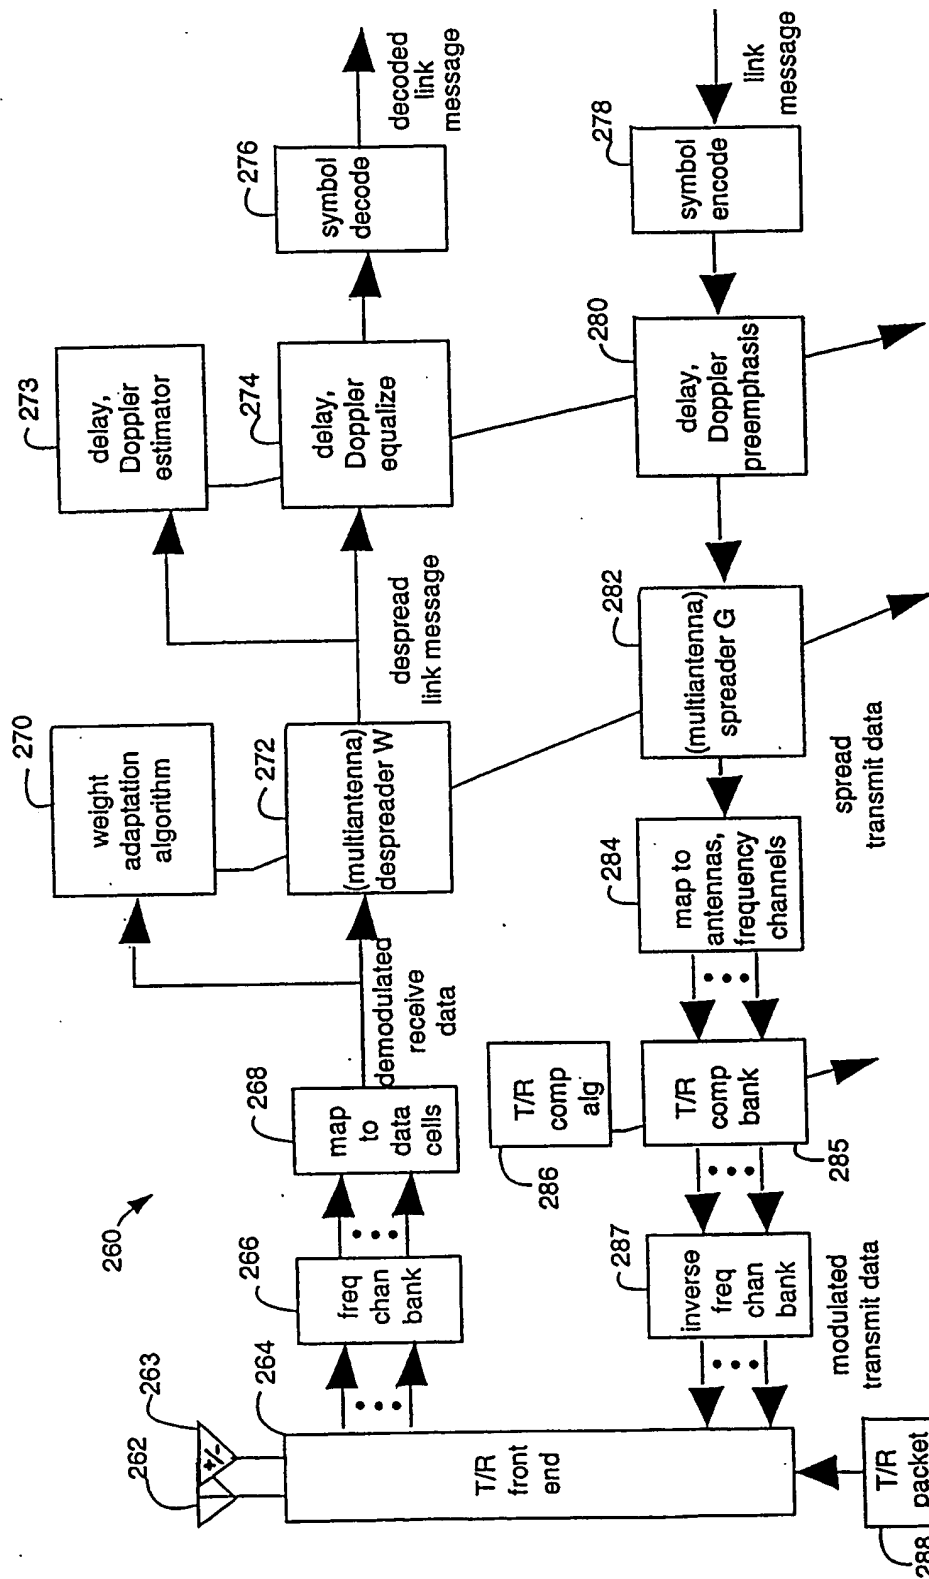 260
262
263
+/-
264
T/R
front
end
266
freq
chan
bank
268
map
to
data
cells
demodulated
receive
data
270
weight
adaptation
algorithm
272
(multiantenna)
despreader W
despread
link message
273
delay,
Doppler
estimator
274
delay,
Doppler
equalize
276
symbol
decode
decoded
link
message
link
message
278
symbol
encode
280
delay,
Doppler
preemphasis
282
(multiantenna)
spreader G
spread
transmit data
284
map to
antennas,
frequency
channels
T/R
comp
alg
286
T/R
comp
bank
285
287
inverse
freq
chan
bank
modulated
transmit data
T/R
packet
288